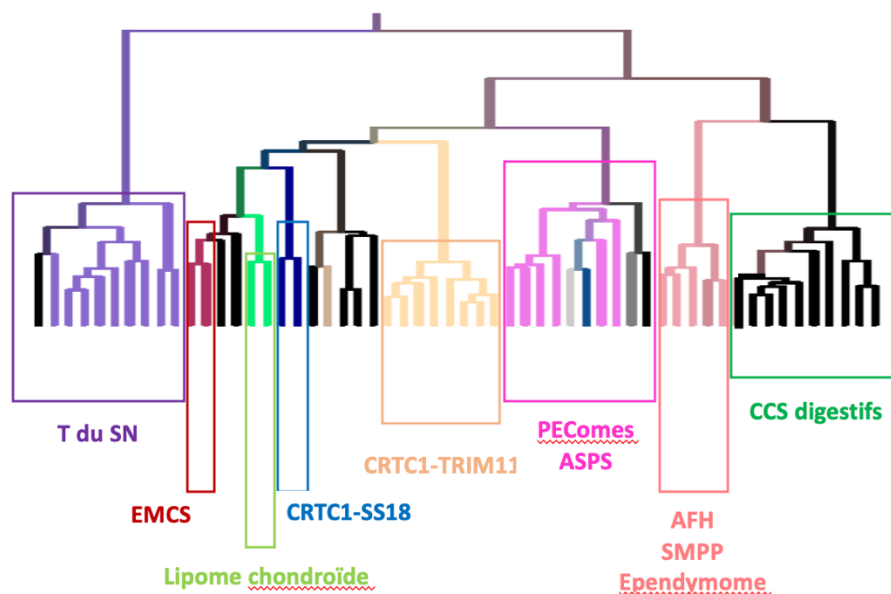 T du SN
EMCS
Lipome chondroïde
CRTC1-SS18
CRTC1-TRIM11
PEComes
ASPS
AFH
SMPP
Ependymome
CCS digestifs